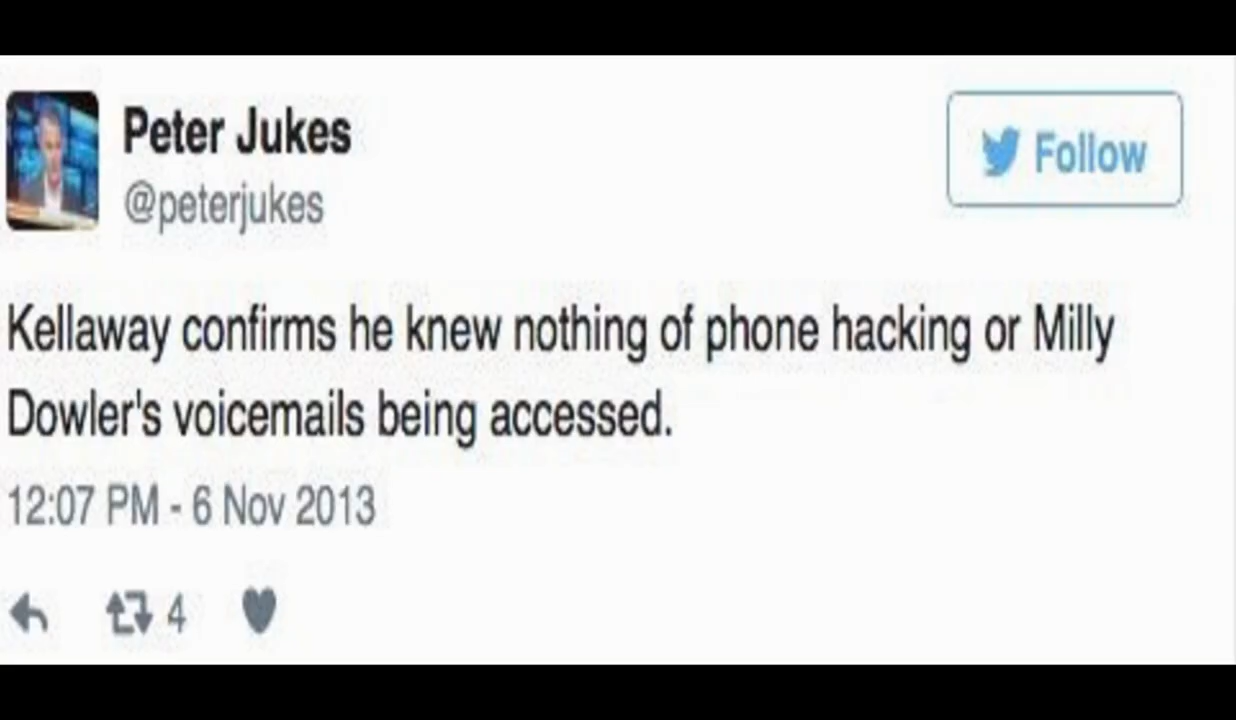 Peter Jukes
@peterjukes
Follow
Kellaway confirms he knew nothing of phone hacking or Milly
Dowler's voicemails being accessed.
12:07 PM - 6 Nov 2013
4